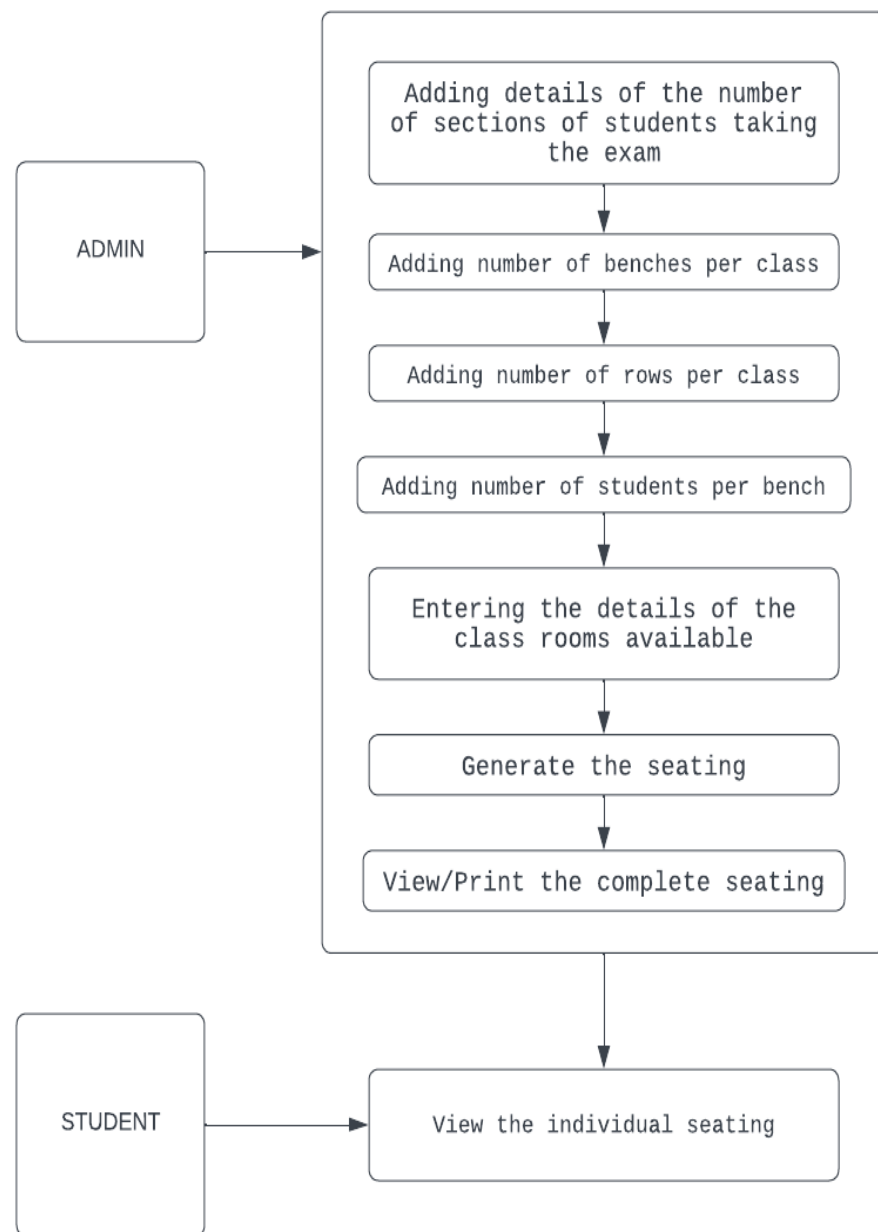 Adding details of the number
of sections of students taking
the exam
ADMIN
Adding number of benches per class
Adding number of rows per class
Adding number of students per bench
Entering the details of the
class rooms available
Generate the seating
View/Print the complete seating
STUDENT
View the individual seating